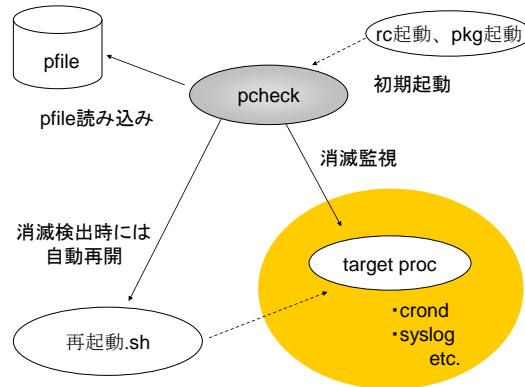 rc起動、pkg起動
pfile
pcheck
初期起動
pfile読み込み
消滅監視
消滅検出時には
自動再開
target proc
・crond
・syslog
etc.
再起動.sh